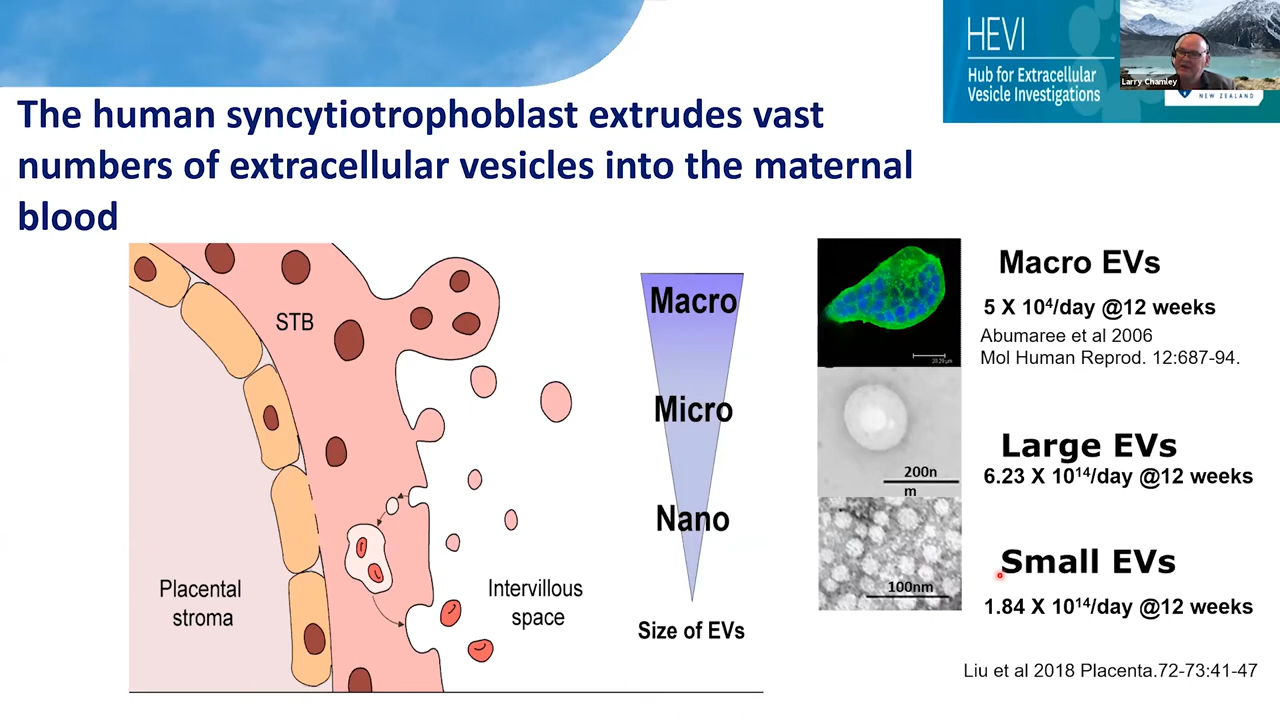 HEVI
Hub for Extracellular
Vesicle Investigations
Larry Chamley
NEW ZEALAND
The human syncytiotrophoblast extrudes vast
numbers of extracellular vesicles into the maternal
blood
STB
Placental
stroma
Intervillous
space
Macro
Micro
Nano
Size of EVs
200n
m
100nm
Macro EVs
5 X 10⁴/day @12 weeks
Abumaree et al 2006
Mol Human Reprod. 12:687-94.
Large EVs
6.23 X 10¹⁴/day @12 weeks
Small EVs
1.84 X 10¹⁴/day @12 weeks
Liu et al 2018 Placenta.72-73:41-47